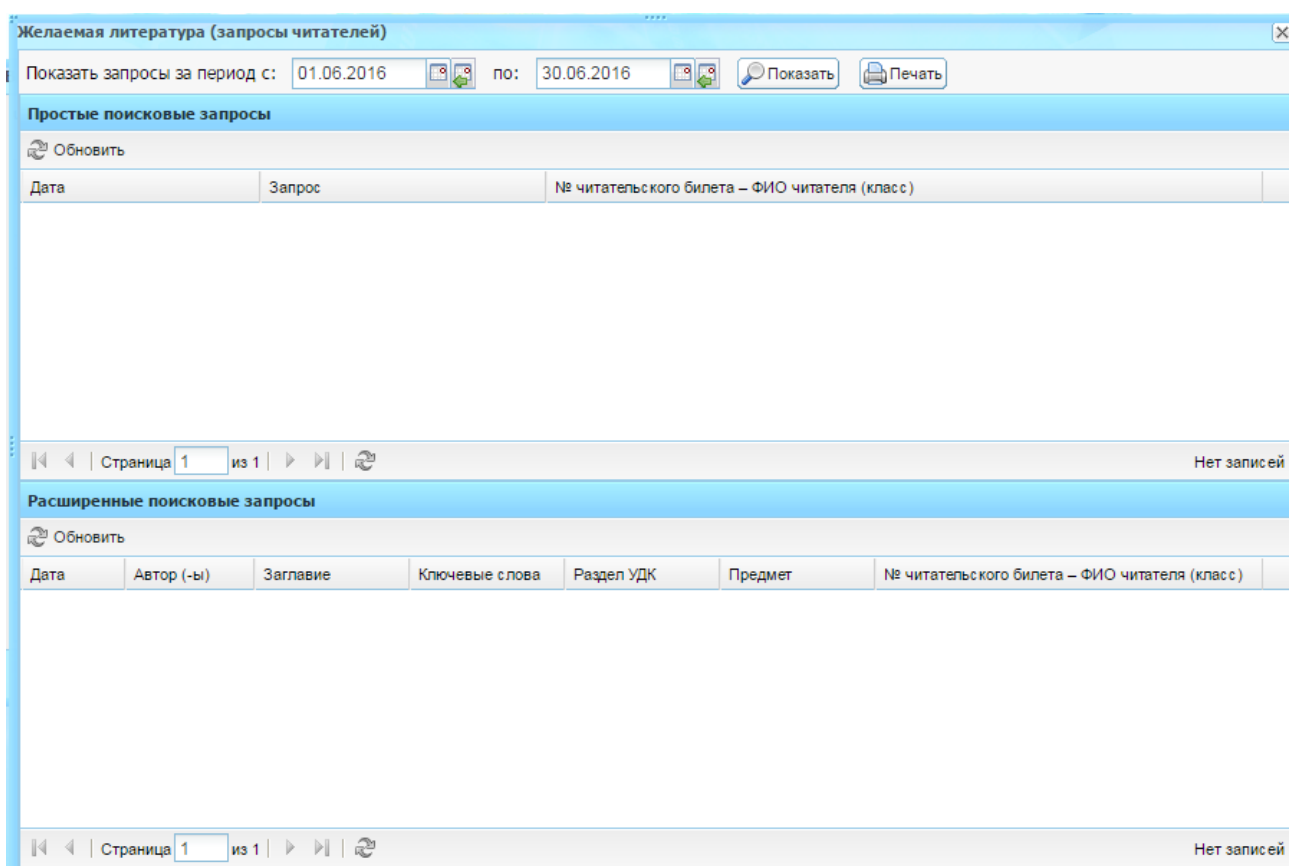 Желаемая литература (запросы читателей)
Показать запросы за период с: 01.06.2016 по: 30.06.2016 Показать Печать
Простые поисковые запросы
Обновить
Дата Запрос № читательского билета – ФИО читателя (класс)
Страница 1 из 1 Нет записей
Расширенные поисковые запросы
Обновить
Дата Автор (-ы) Заглавие Ключевые слова Раздел УДК Предмет № читательского билета – ФИО читателя (класс)
Страница 1 из 1 Нет записей